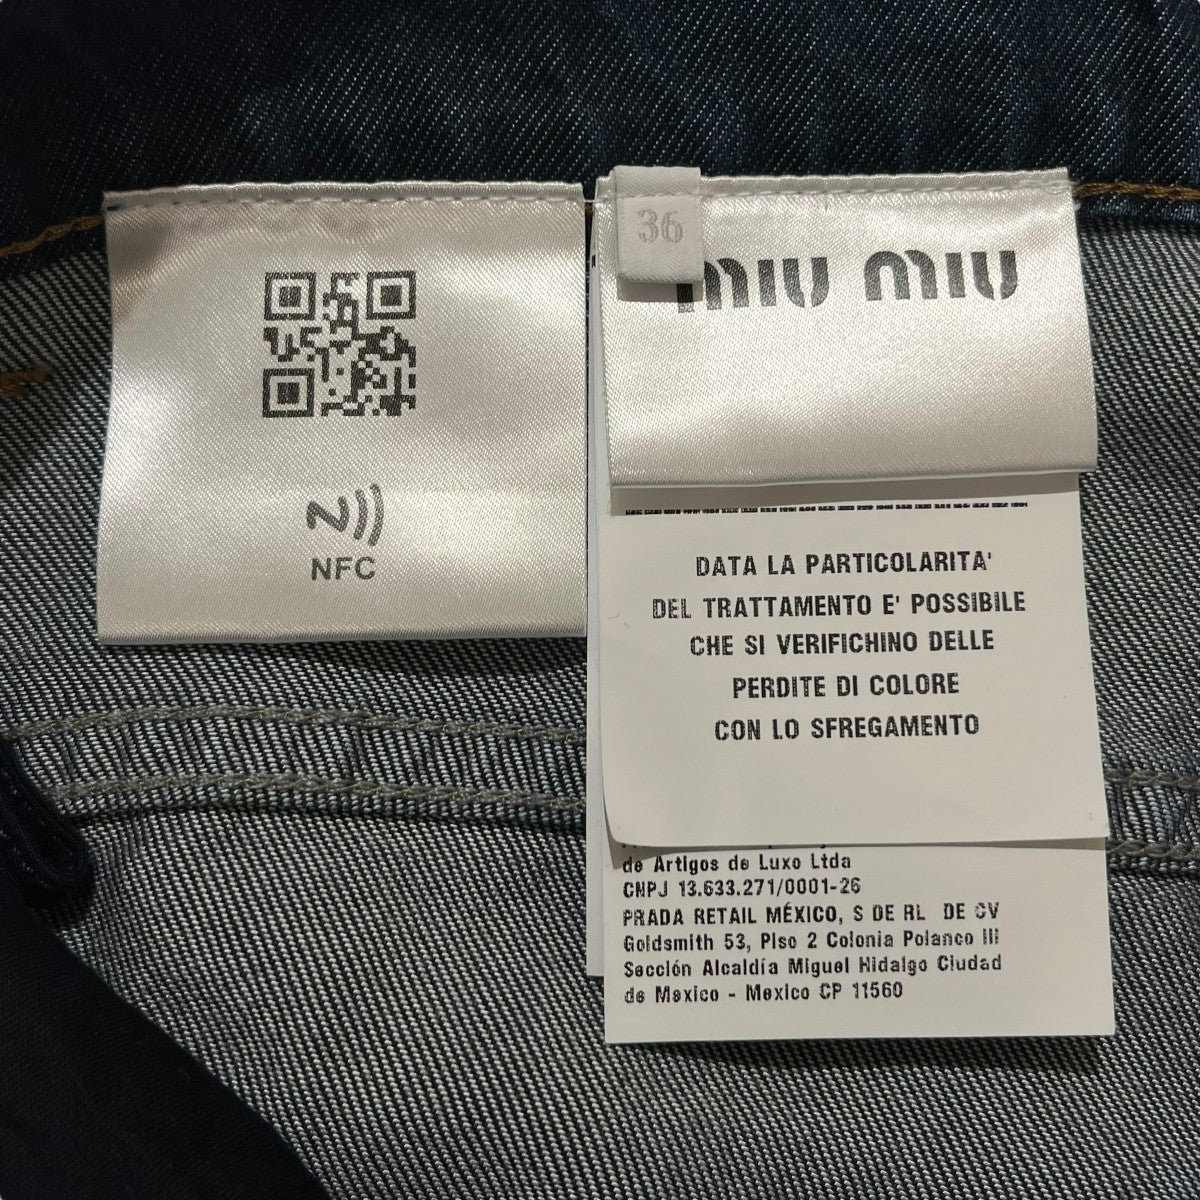 36
miu miu
NFC
DATA LA PARTICOLARITA'
DEL TRATTAMENTO E' POSSIBILE
CHE SI VERIFICHINO DELLE
PERDITE DI COLORE
CON LO SFREGAMENTO
de Artigos de Luxo Ltda
CNPJ 13.633.271/0001-26
PRADA RETAIL MÉXICO, S DE RL DE CV
Goldsmith 53, Piso 2 Colonia Polanco III
Sección Alcaldía Miguel Hidalgo Ciudad
de Mexico - Mexico CP 11560